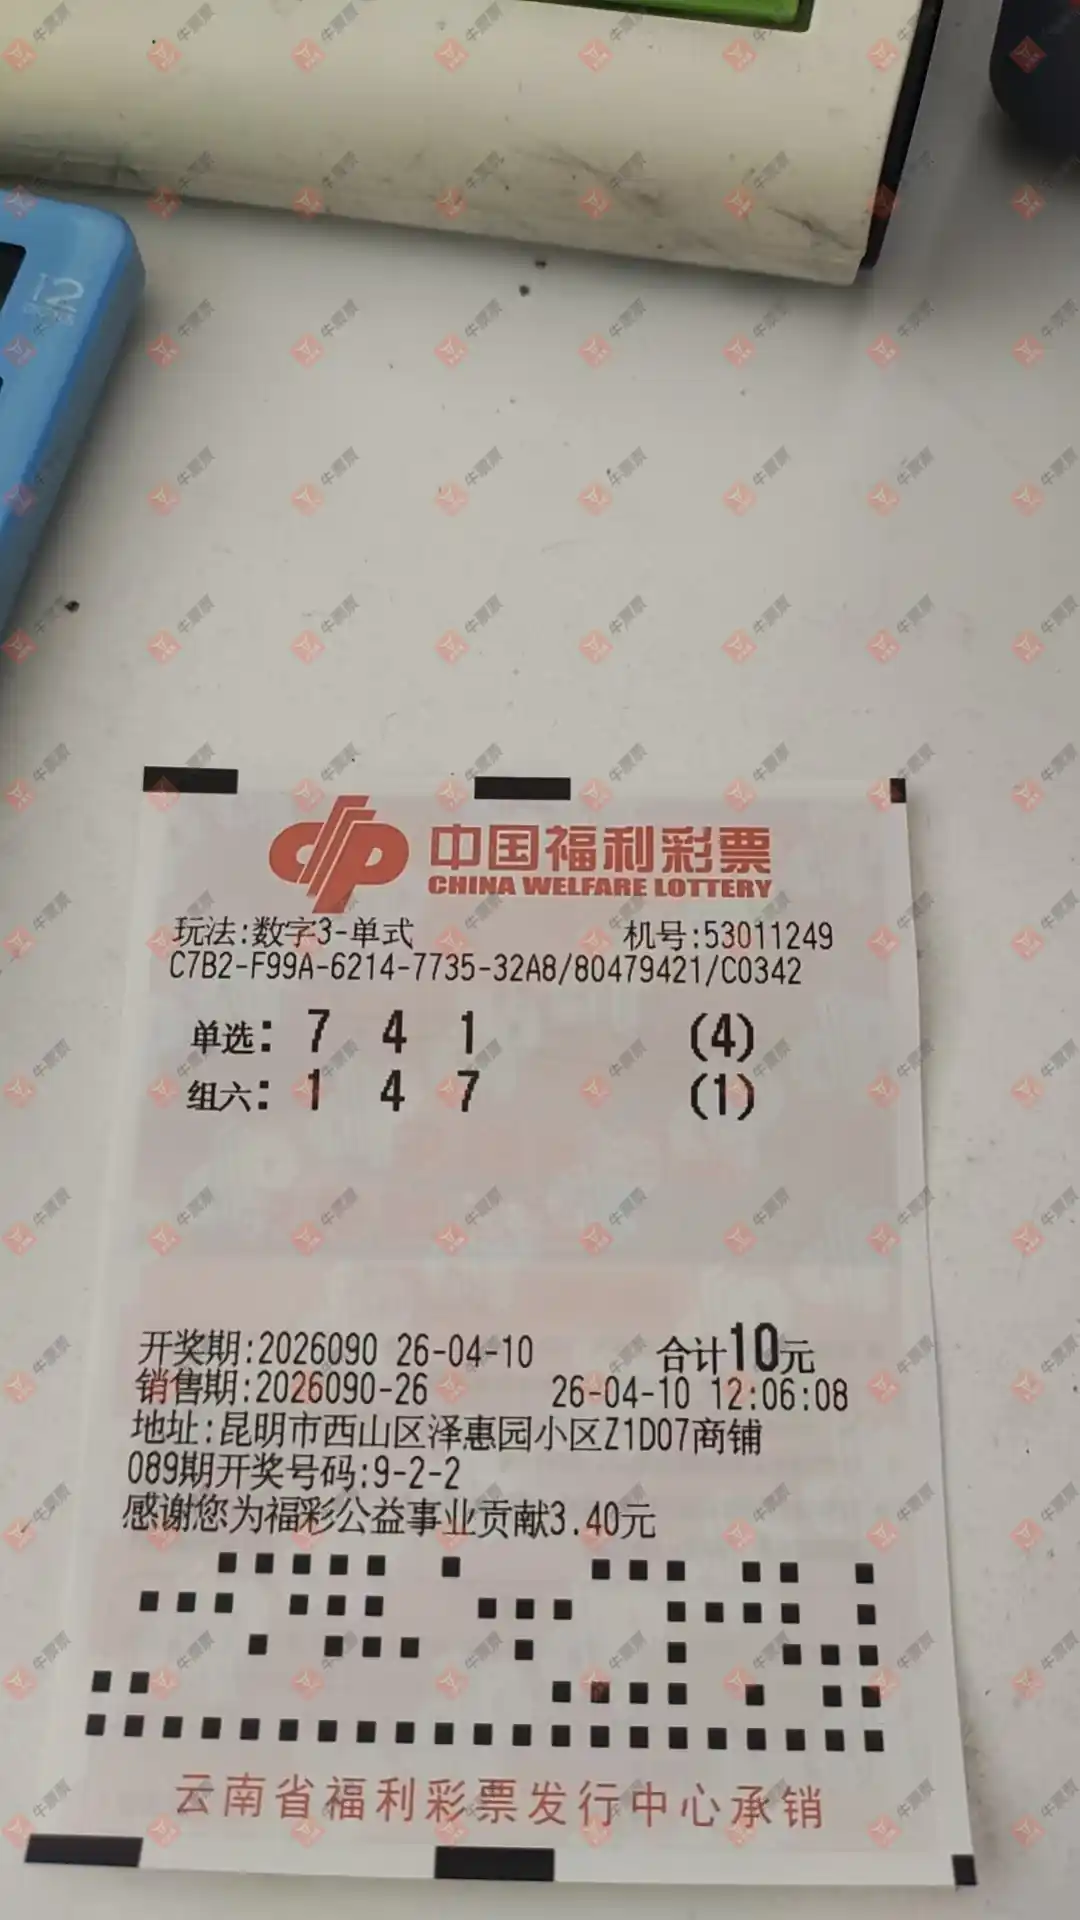 12
中国福利彩票
CHINA WELFARE LOTTERY
玩法:数字3-单式 机号:53011249
C7B2-F99A-6214-7735-32A8/80479421/C0342
单选: 7 4 1 (4)
组六: 1 4 7 (1)
开奖期:2026090 26-04-10 合计10元
销售期:2026090-26 26-04-10 12:06:08
地址:昆明市西山区泽惠园小区Z1D07商铺
089期开奖号码:9-2-2
感谢您为福彩公益事业贡献3.40元
云南省福利彩票发行中心承销
牛票票